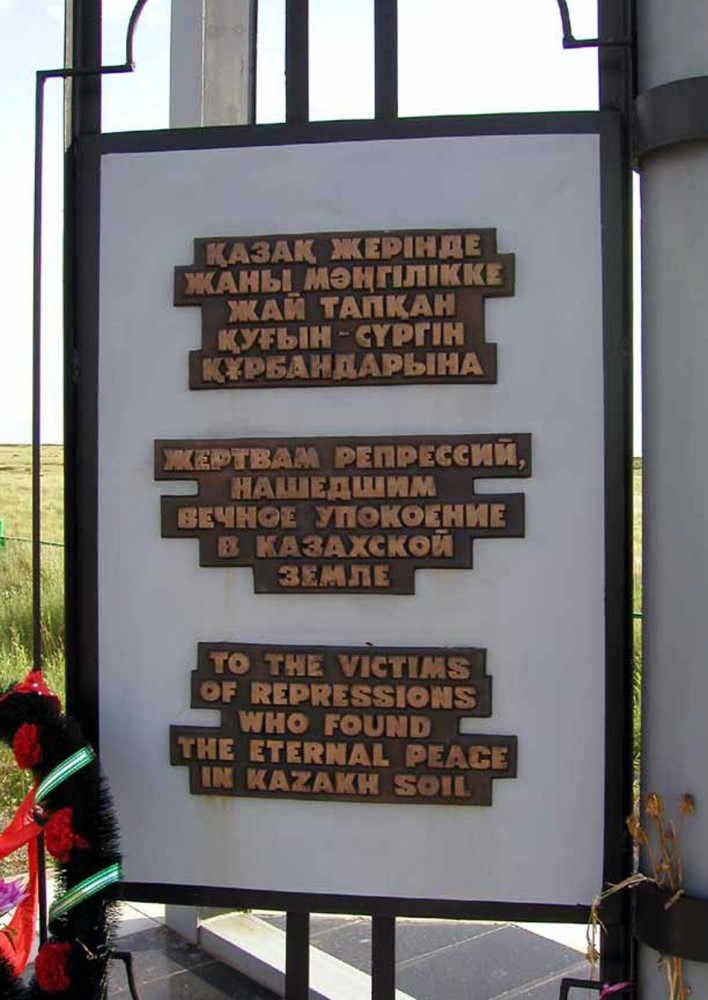 ҚАЗАҚ ЖЕРІНДЕ
ЖАНЫ МӘҢГІЛІККЕ
ЖАЙ ТАПҚАН
ҚУҒЫН-СҮРГІН
ҚҰРБАНДАРЫНА
ЖЕРТВАМ РЕПРЕССИЙ,
НАШЕДШИМ
ВЕЧНОЕ УПОКОЕНИЕ
В КАЗАХСКОЙ
ЗЕМЛЕ
TO THE VICTIMS
OF REPRESSIONS
WHO FOUND
THE ETERNAL PEACE
IN KAZAKH SOIL